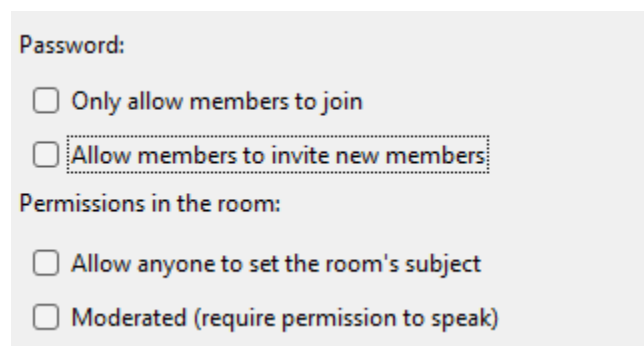 Password:
Only allow members to join
Allow members to invite new members
Permissions in the room:
Allow anyone to set the room's subject
Moderated (require permission to speak)